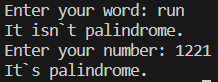 Enter your word: run
It isn`t palindrome.
Enter your number: 1221
It`s palindrome.